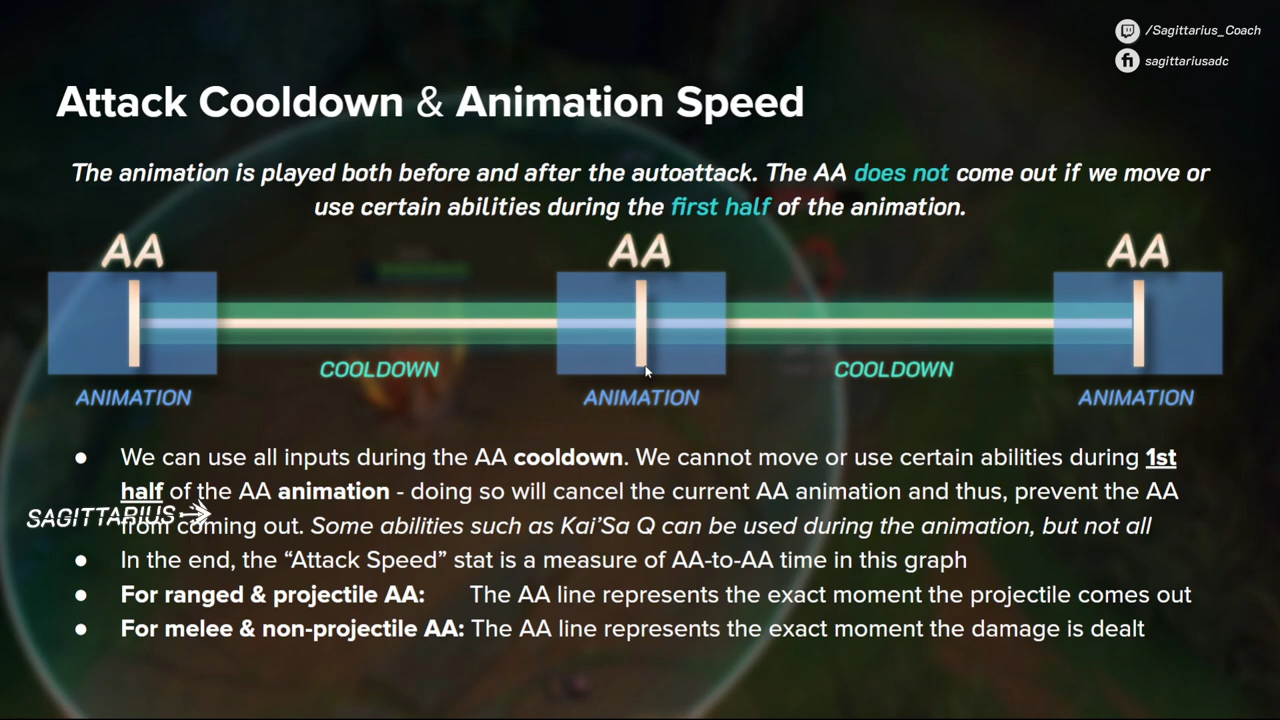 /Sagittarius_Coach
sagittariusadc
Attack Cooldown & Animation Speed
The animation is played both before and after the autoattack. The AA does not come out if we move or
use certain abilities during the first half of the animation.
AA AA AA
COOLDOWN COOLDOWN
ANIMATION ANIMATION ANIMATION
● We can use all inputs during the AA cooldown. We cannot move or use certain abilities during 1st
half of the AA animation - doing so will cancel the current AA animation and thus, prevent the AA
SAGITTARIUS
from coming out. Some abilities such as Kai'Sa Q can be used during the animation, but not all
● In the end, the “Attack Speed” stat is a measure of AA-to-AA time in this graph
● For ranged & projectile AA: The AA line represents the exact moment the projectile comes out
● For melee & non-projectile AA: The AA line represents the exact moment the damage is dealt